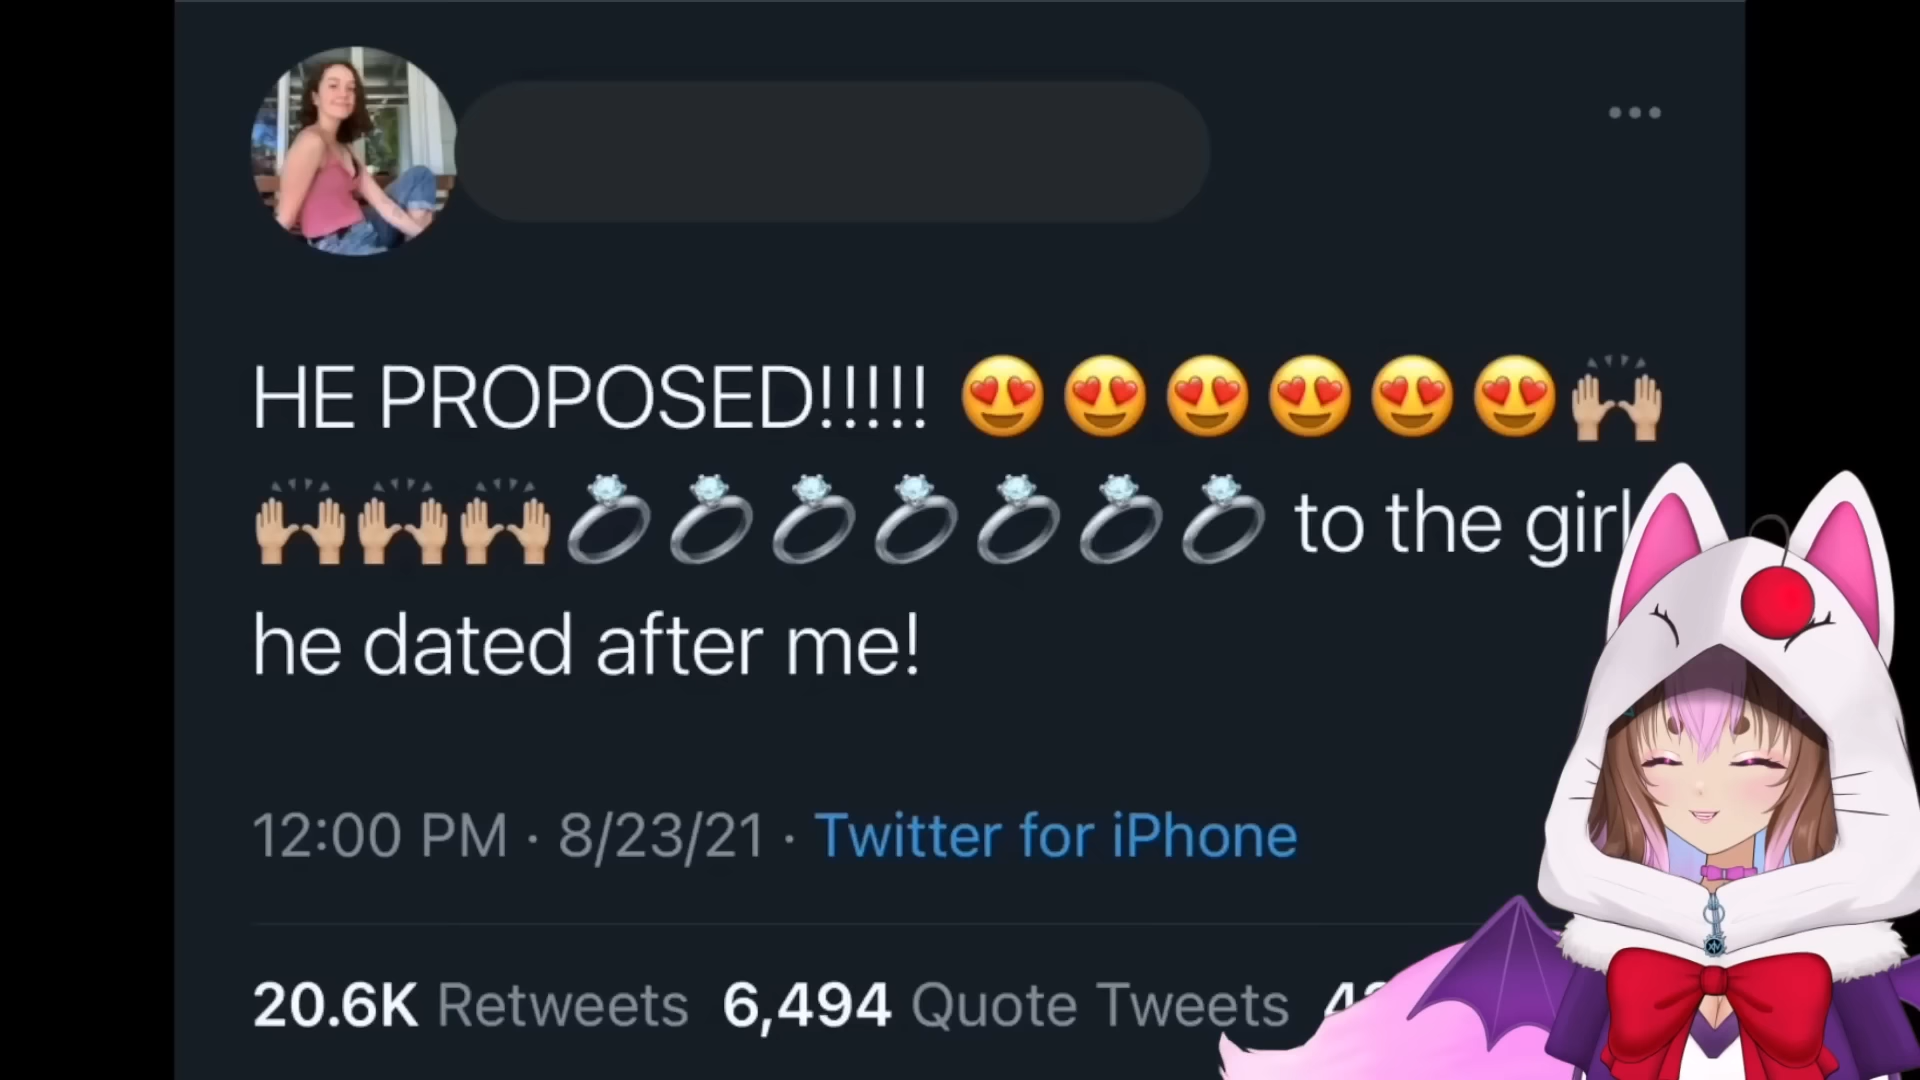 HE PROPOSED!!!!! 😍😍😍😍😍😍🙌🏼
🙌🏼🙌🏼🙌🏼💍💍💍💍💍💍💍 to the girl
he dated after me!
12:00 PM · 8/23/21 · Twitter for iPhone
20.6K Retweets 6,494 Quote Tweets